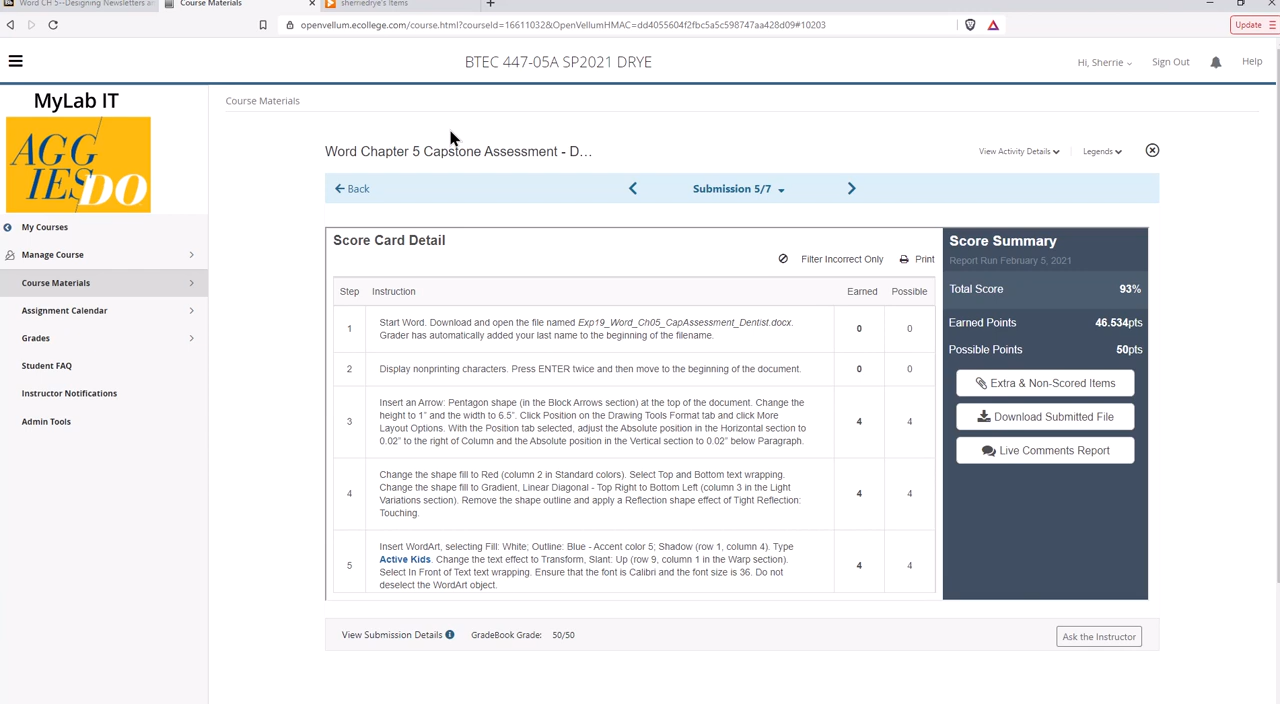 Word CH 5--Designing Newsletters a
Course Materials
sherriedrye's Items
openvellum.ecollege.com/course.html?courseId=16611032&OpenVellumHMAC=dd4055604f2fbc5a5c598747aa428d09#10203
Update
BTEC 447-05A SP2021 DRYE
Hi, Sherrie
Sign Out
Help
MyLab IT
AGG
IES DO
My Courses
Manage Course
Course Materials
Assignment Calendar
Grades
Student FAQ
Instructor Notifications
Admin Tools
Course Materials
Word Chapter 5 Capstone Assessment - D...
View Activity Details
Legends
Back
Submission 5/7
Score Card Detail
Filter Incorrect Only
Print
Step Instruction Earned Possible
1 Start Word. Download and open the file named Exp19_Word_Ch05_CapAssessment_Dentist.docx. 0 0
Grader has automatically added your last name to the beginning of the filename.
2 Display nonprinting characters. Press ENTER twice and then move to the beginning of the document. 0 0
Insert an Arrow: Pentagon shape (in the Block Arrows section) at the top of the document. Change the
height to 1" and the width to 6.5". Click Position on the Drawing Tools Format tab and click More
3 Layout Options. With the Position tab selected, adjust the Absolute position in the Horizontal section to 4 4
0.02" to the right of Column and the Absolute position in the Vertical section to 0.02" below Paragraph.
Change the shape fill to Red (column 2 in Standard colors). Select Top and Bottom text wrapping.
4 Change the shape fill to Gradient, Linear Diagonal - Top Right to Bottom Left (column 3 in the Light 4 4
Variations section). Remove the shape outline and apply a Reflection shape effect of Tight Reflection:
Touching.
Insert WordArt, selecting Fill: White; Outline: Blue - Accent color 5; Shadow (row 1, column 4). Type
5 Active Kids. Change the text effect to Transform, Slant: Up (row 9, column 1 in the Warp section). 4 4
Select In Front of Text text wrapping. Ensure that the font is Calibri and the font size is 36. Do not
deselect the WordArt object.
Score Summary
Report Run February 5, 2021
Total Score 93%
Earned Points 46.534pts
Possible Points 50pts
Extra & Non-Scored Items
Download Submitted File
Live Comments Report
View Submission Details
GradeBook Grade: 50/50
Ask the Instructor